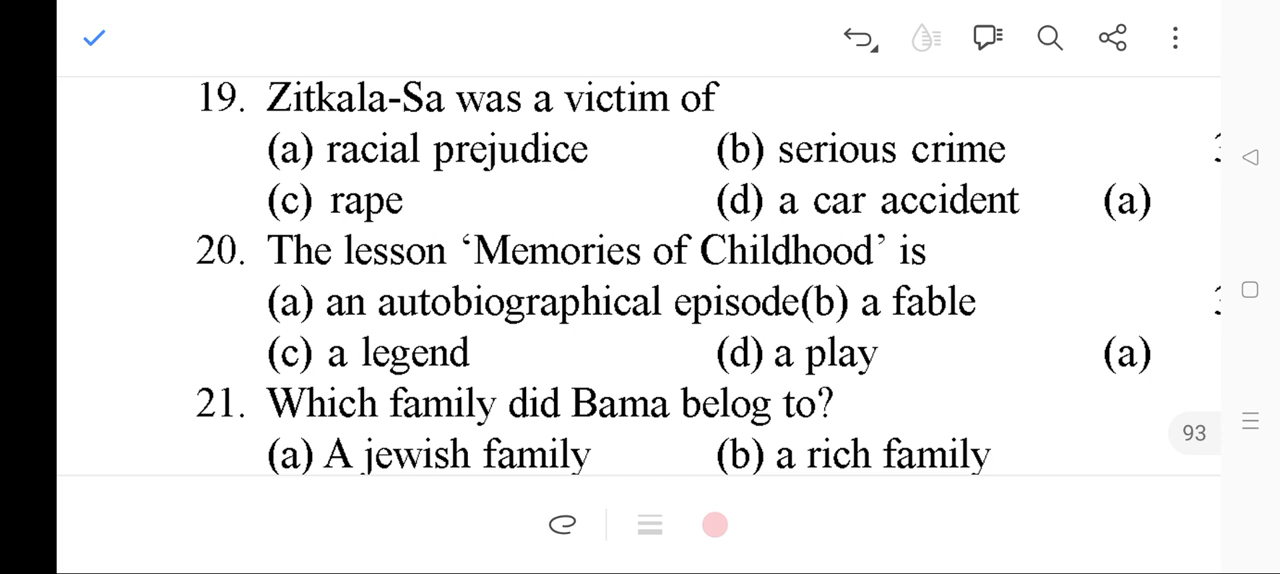 19. Zitkala-Sa was a victim of
(a) racial prejudice (b) serious crime
(c) rape (d) a car accident (a)
20. The lesson ‘Memories of Childhood’ is
(a) an autobiographical episode(b) a fable
(c) a legend (d) a play (a)
21. Which family did Bama belog to?
93
(a) A jewish family (b) a rich family